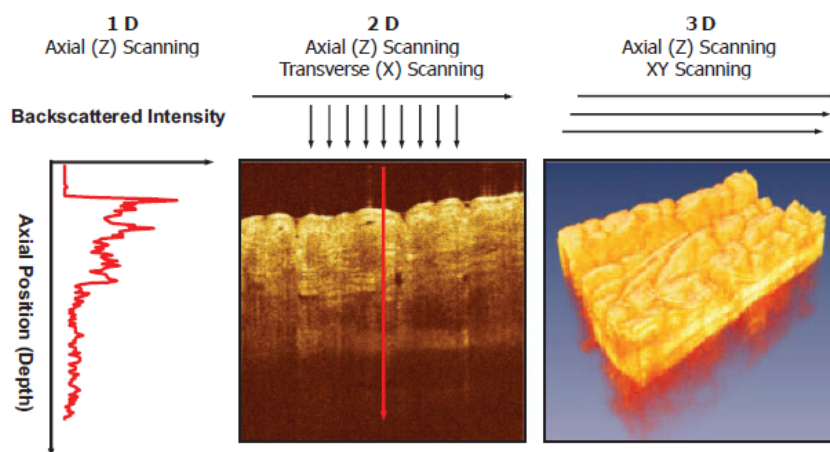 1 D
Axial (Z) Scanning
2 D
Axial (Z) Scanning
Transverse (X) Scanning
3 D
Axial (Z) Scanning
XY Scanning
Backscattered Intensity
Axial Position (Depth)